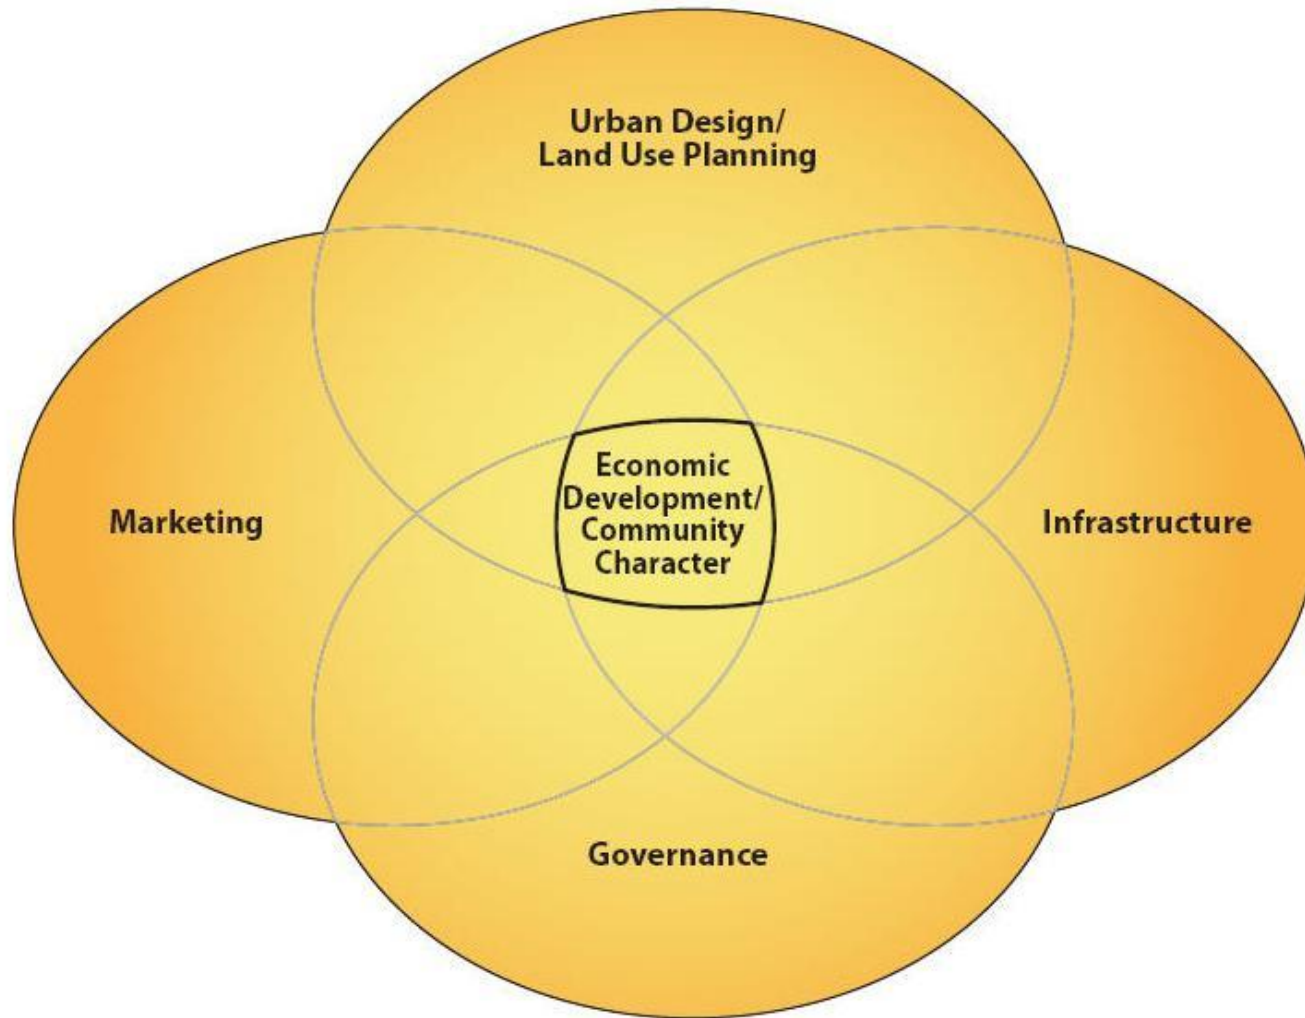 Urban Design/
Land Use Planning
Marketing
Economic
Development/
Community
Character
Infrastructure
Governance